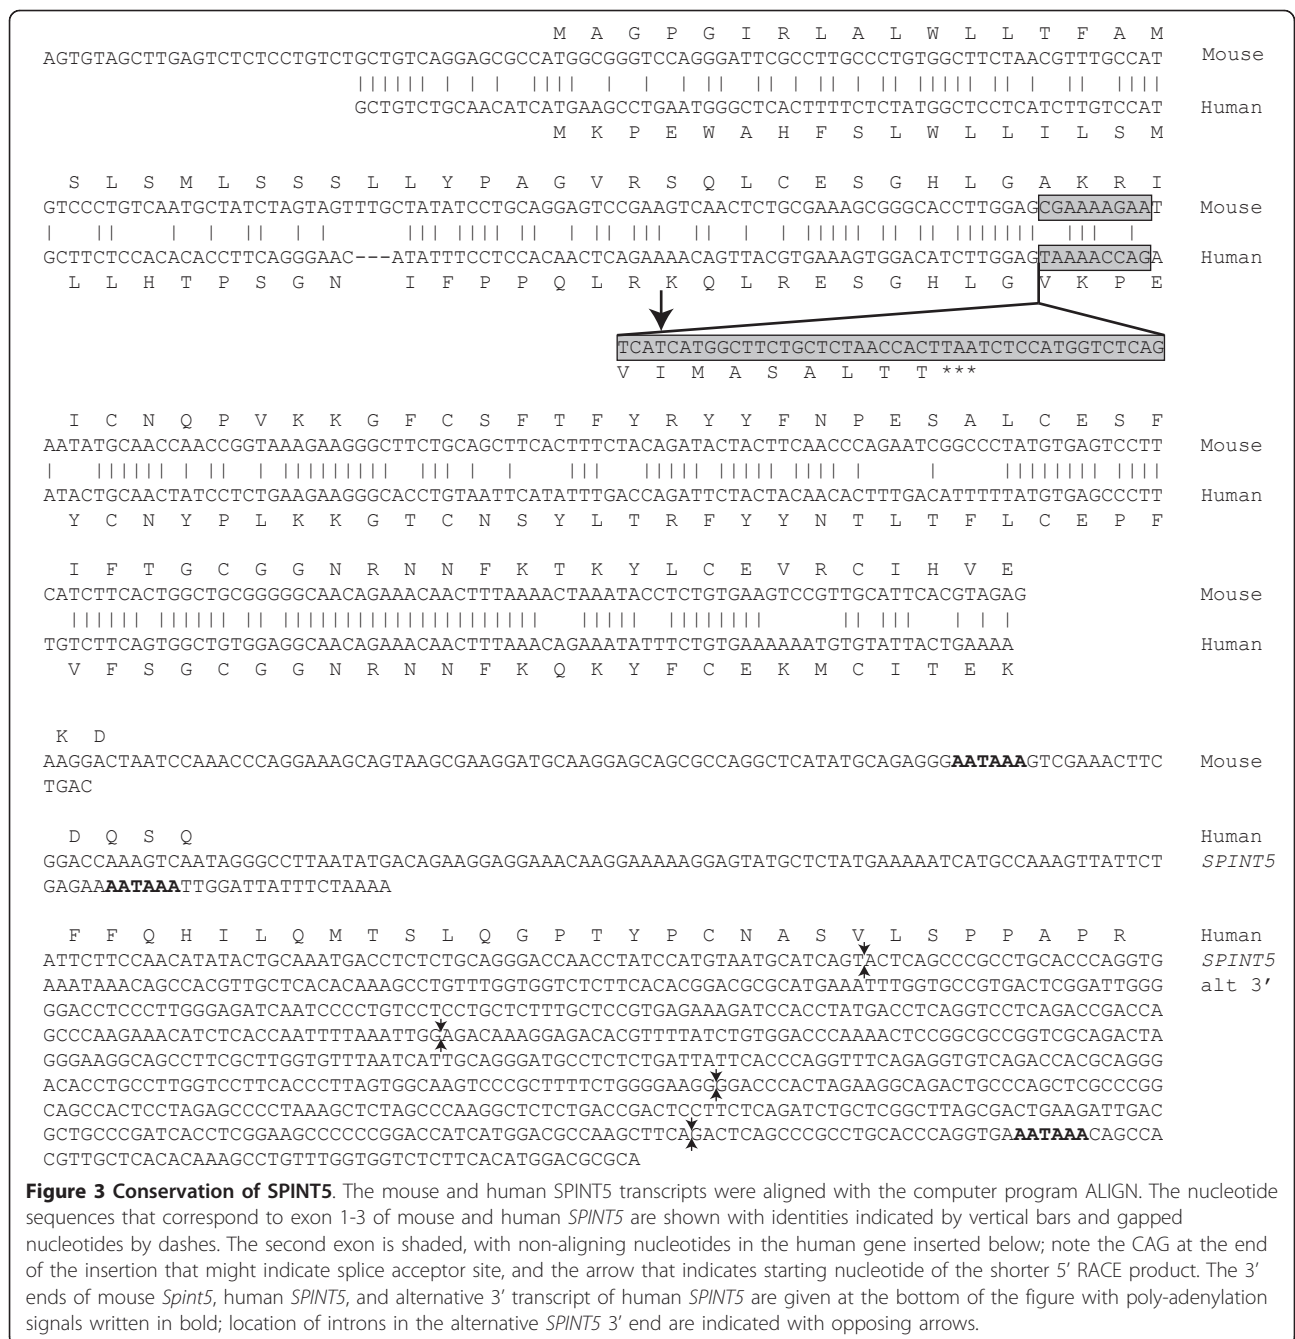 M A G P G I R L A L W L L T F A M
AGTGTAGCTTGAGTCTCTCCTGTCTGCTGTCAGGAGCGCCATGGCGGGTCCAGGGATTCGCCTTGCCCTGTGGCTTCTAACGTTTGCCAT Mouse
GCTGTCTGCAACATCATGAAGCCTGAATGGGCTCACTTTTCTCTATGGCTCCTCATCTTGTCCAT Human
M K P E W A H F S L W L L I L S M
S L S M L S S S L L Y P A G V R S Q L C E S G H L G A K R I
GTCCCTGTCAATGCTATCTAGTAGTTTGCTATATCCTGCAGGAGTCCGAAGTCAACTCTGCGAAAGCGGGCACCTTGGAGCGAAAAGAAT Mouse
GCTTCTCCACACACCTTCAGGGAAC---ATATTTCCTCCACAACTCAGAAAACAGTTACGTGAAAGTGGACATCTTGGAGTAAAACCAGA Human
L L H T P S G N I F P P Q L R K Q L R E S G H L G V K P E
TCATCATGGCTTCTGCTCTAACCACTTAATCTCCATGGTCTCAG
V I M A S A L T T ***
I C N Q P V K K G F C S F T F Y R Y Y F N P E S A L C E S F
AATATGCAACCAACCGGTAAAGAAGGGCTTCTGCAGCTTCACTTTCTACAGATACTACTTCAACCCAGAATCGGCCCTATGTGAGTCCTT Mouse
ATACTGCAACTATCCTCTGAAGAAGGGCACCTGTAATTCATATTTGACCAGATTCTACTACAACACTTTGACATTTTTATGTGAGCCCTT Human
Y C N Y P L K K G T C N S Y L T R F Y Y N T L T F L C E P F
I F T G C G G N R N N F K T K Y L C E V R C I H V E
CATCTTCACTGGCTGCGGGGGCAACAGAAACAACTTTAAAACTAAATACCTCTGTGAAGTCCGTTGCATTCACGTAGAG Mouse
TGTCTTCAGTGGCTGTGGAGGCAACAGAAACAACTTTAAACAGAAATATTTCTGTGAAAAAATGTGTATTACTGAAAA Human
V F S G C G G N R N N F K Q K Y F C E K M C I T E K
K D
AAGGACTAATCCAAACCCAGGAAAGCAGTAAGCGAAGGATGCAAGGAGCAGCGCCAGGCTCATATGCAGAGGGAATAAAGTCGAAACTTC Mouse
TGAC
D Q S Q Human
GGACCAAAGTCAATAGGGCCTTAATATGACAGAAGGAGGAAACAAGGAAAAAGGAGTATGCTCTATGAAAAATCATGCCAAAGTTATTCT SPINT5
GAGAAAATAAATTGGATTATTTCTAAAA
F F Q H I L Q M T S L Q G P T Y P C N A S V L S P P A P R Human
ATTCTTCCAACATATACTGCAAATGACCTCTCTGCAGGGACCAACCTATCCATGTAATGCATCAGTACTCAGCCCGCCTGCACCCAGGTG SPINT5
AAATAAACAGCCACGTTGCTCACACAAAGCCTGTTTGGTGGTCTCTTCACACGGACGCGCATGAAATTTGGTGCCGTGACTCGGATTGGG alt 3′
GGACCTCCCTTGGGAGATCAATCCCCTGTCCTCCTGCTCTTTGCTCCGTGAGAAAGATCCACCTATGACCTCAGGTCCTCAGACCGACCA
GCCCAAGAAACATCTCACCAATTTTAAATTGGAGACAAAGGAGACACGTTTTATCTGTGGACCCAAAACTCCGGCGCCGGTCGCAGACTA
GGGAAGGCAGCCTTCGCTTGGTGTTTAATCATTGCAGGGATGCCTCTCTGATTATTCACCCAGGTTTCAGAGGTGTCAGACCACGCAGGG
ACACCTGCCTTGGTCCTTCACCCTTAGTGGCAAGTCCCGCTTTTCTGGGGAAGGGGACCCACTAGAAGGCAGACTGCCCAGCTCGCCCGG
CAGCCACTCCTAGAGCCCCTAAAGCTCTAGCCCAAGGCTCTCTGACCGACTCCTTCTCAGATCTGCTCGGCTTAGCGACTGAAGATTGAC
GCTGCCCGATCACCTCGGAAGCCCCCCGGACCATCATGGACGCCAAGCTTCAGACTCAGCCCGCCTGCACCCAGGTGAAATAAACAGCCA
CGTTGCTCACACAAAGCCTGTTTGGTGGTCTCTTCACATGGACGCGCA
Figure 3 Conservation of SPINT5. The mouse and human SPINT5 transcripts were aligned with the computer program ALIGN. The nucleotide
sequences that correspond to exon 1-3 of mouse and human SPINT5 are shown with identities indicated by vertical bars and gapped
nucleotides by dashes. The second exon is shaded, with non-aligning nucleotides in the human gene inserted below; note the CAG at the end
of the insertion that might indicate splice acceptor site, and the arrow that indicates starting nucleotide of the shorter 5′ RACE product. The 3′
ends of mouse Spint5, human SPINT5, and alternative 3′ transcript of human SPINT5 are given at the bottom of the figure with poly-adenylation
signals written in bold; location of introns in the alternative SPINT5 3′ end are indicated with opposing arrows.